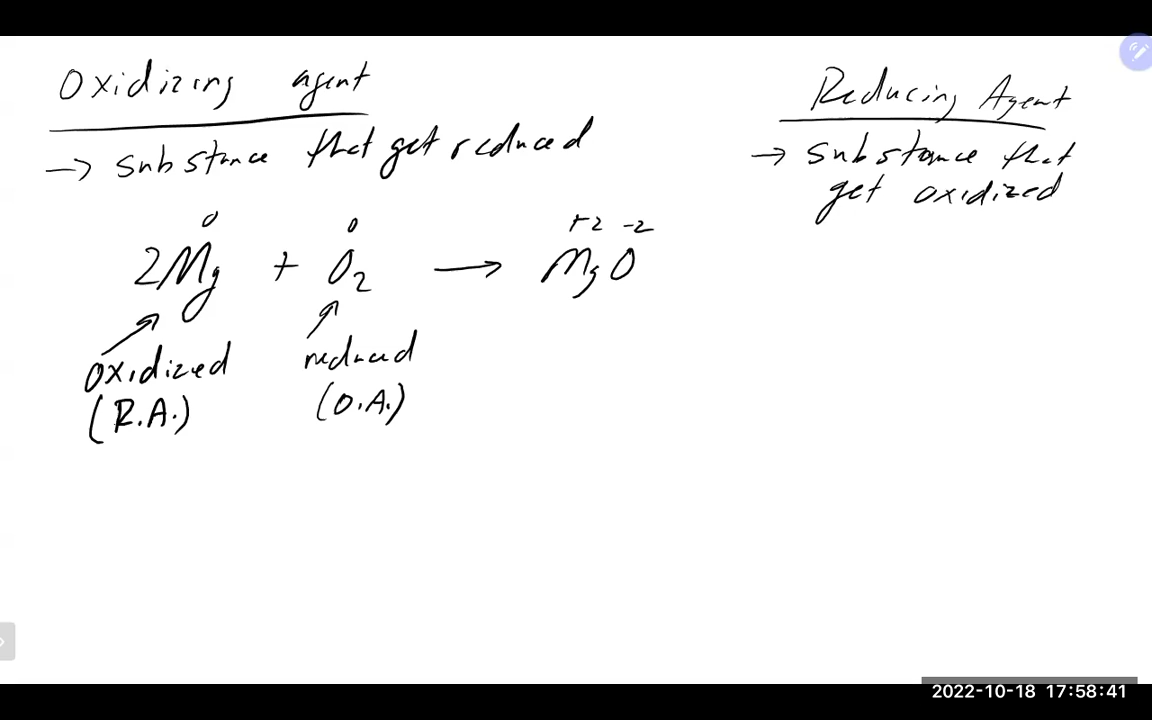 Oxidizing agent
→ substance that get reduced
Reducing Agent
→ substance that
get oxidized
0 0 +2 -2
2Mg + O₂ → MgO
oxidized
(R.A.)
reduced
(O.A.)
2022-10-18 17:58:41